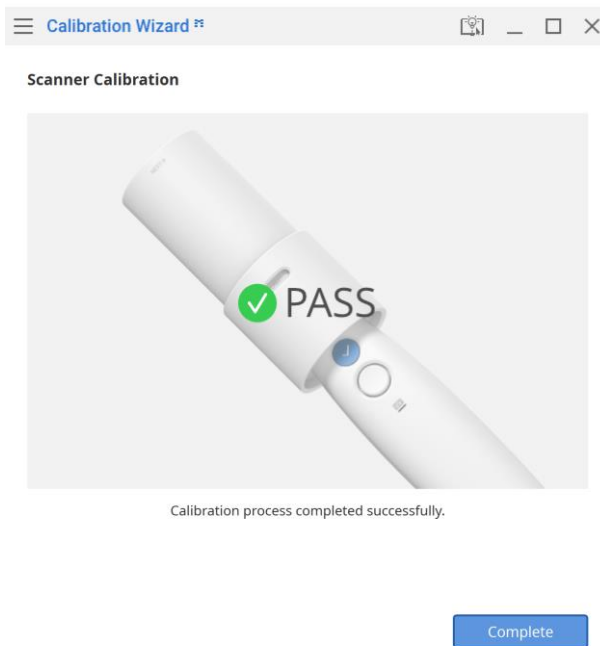 Calibration Wizard
Scanner Calibration
PASS
Calibration process completed successfully.
Complete